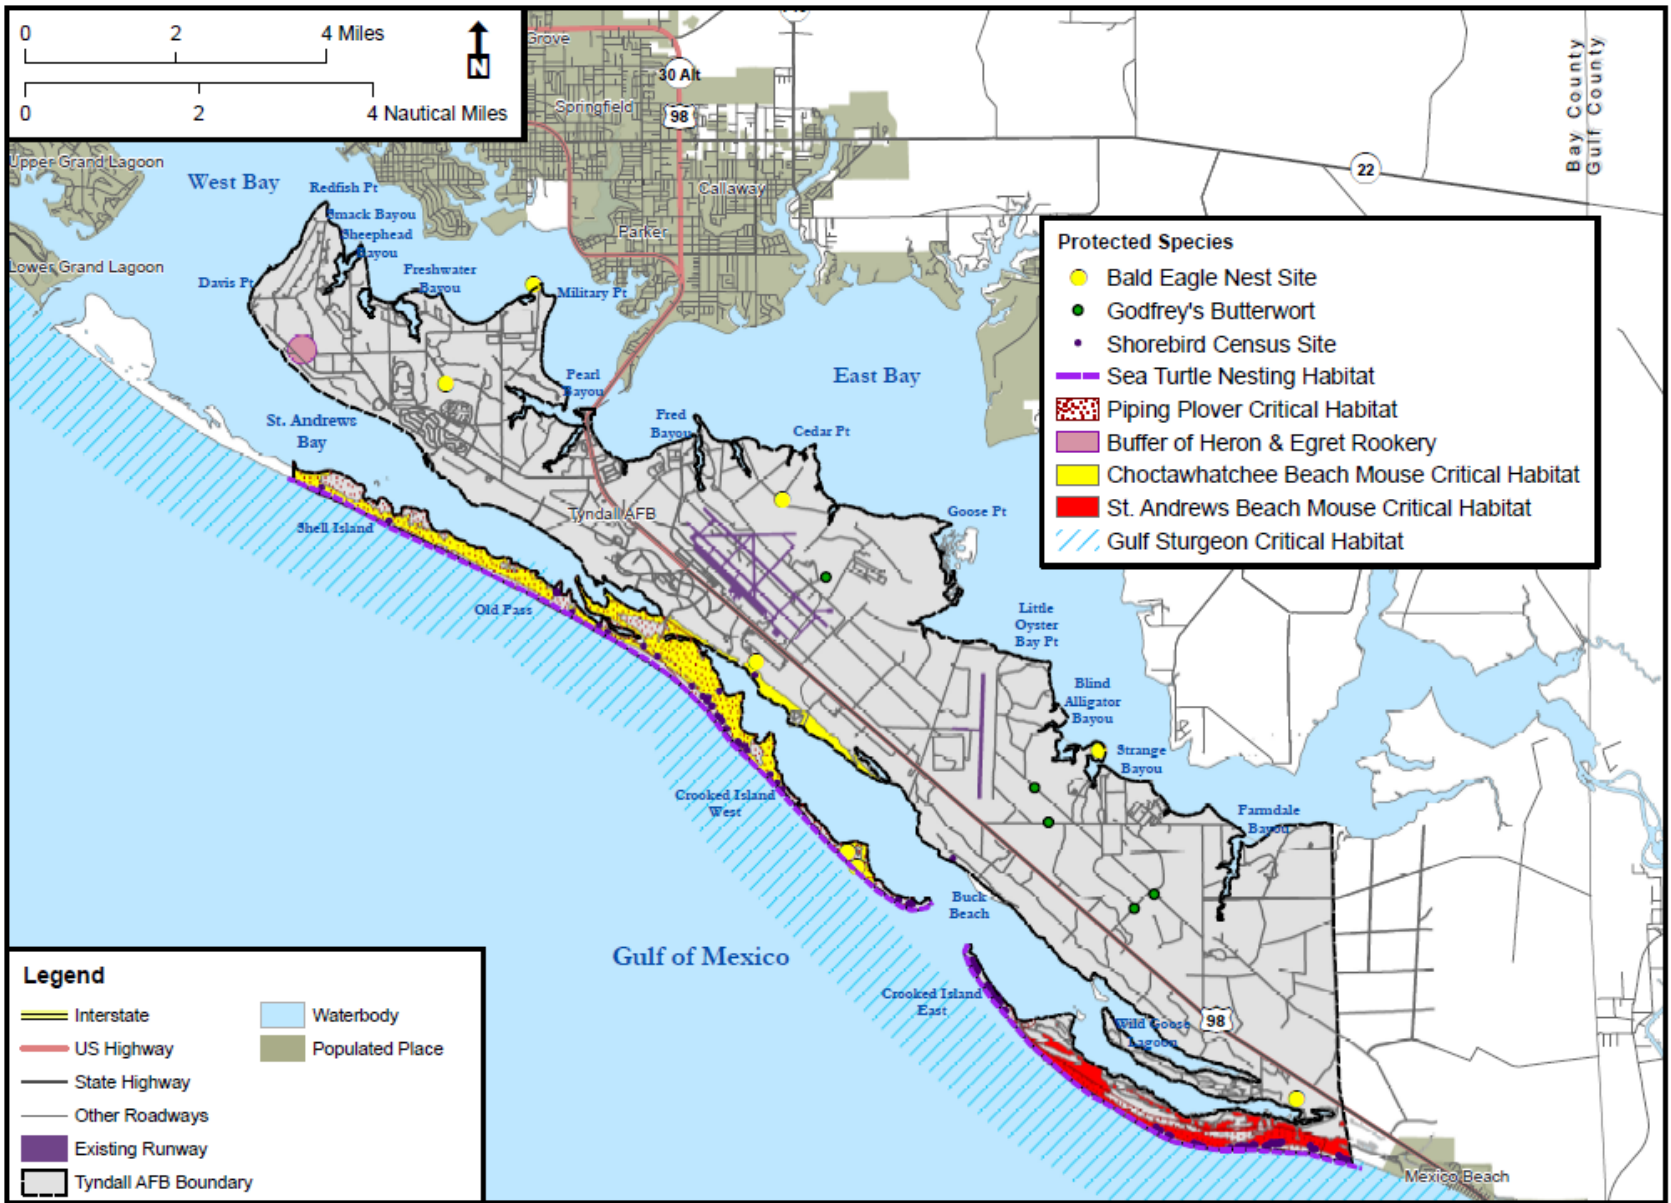 0 2 4 Miles
N
0 2 4 Nautical Miles
Grove
30 Alt
98
Springfield
Callaway
Parker
22
Bay County
Gulf County
Upper Grand Lagoon
Lower Grand Lagoon
West Bay
Redfish Pt
Smack Bayou
Sheephead
Bayou
Davis Pt
Freshwater
Bayou
Military Pt
Pearl
Bayou
East Bay
Fred
Bayou
Cedar Pt
St. Andrews
Bay
Shell Island
Tyndall AFB
Goose Pt
Old Pass
Little
Oyster
Bay Pt
Blind
Alligator
Bayou
Strange
Bayou
Farmdale
Bayou
Crooked Island
West
Buck
Beach
Gulf of Mexico
Crooked Island
East
Wild Goose
Lagoon
98
Mexico Beach
Protected Species
Bald Eagle Nest Site
Godfrey's Butterwort
Shorebird Census Site
Sea Turtle Nesting Habitat
Piping Plover Critical Habitat
Buffer of Heron & Egret Rookery
Choctawhatchee Beach Mouse Critical Habitat
St. Andrews Beach Mouse Critical Habitat
Gulf Sturgeon Critical Habitat
Legend
Interstate
US Highway
State Highway
Other Roadways
Existing Runway
Tyndall AFB Boundary
Waterbody
Populated Place